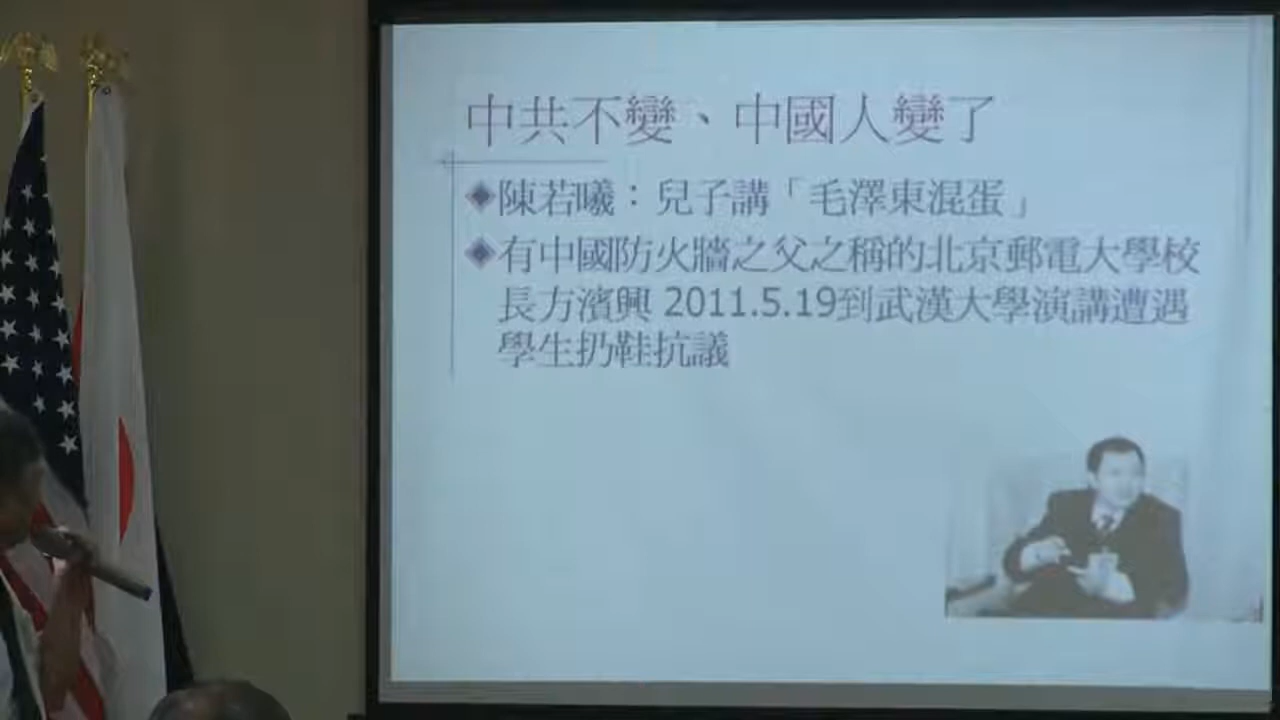 中共不變、中國人變了
陳若曦：兒子講「毛澤東混蛋」
有中國防火牆之父之稱的北京郵電大學校
長方濱興 2011.5.19到武漢大學演講遭遇
學生扔鞋抗議